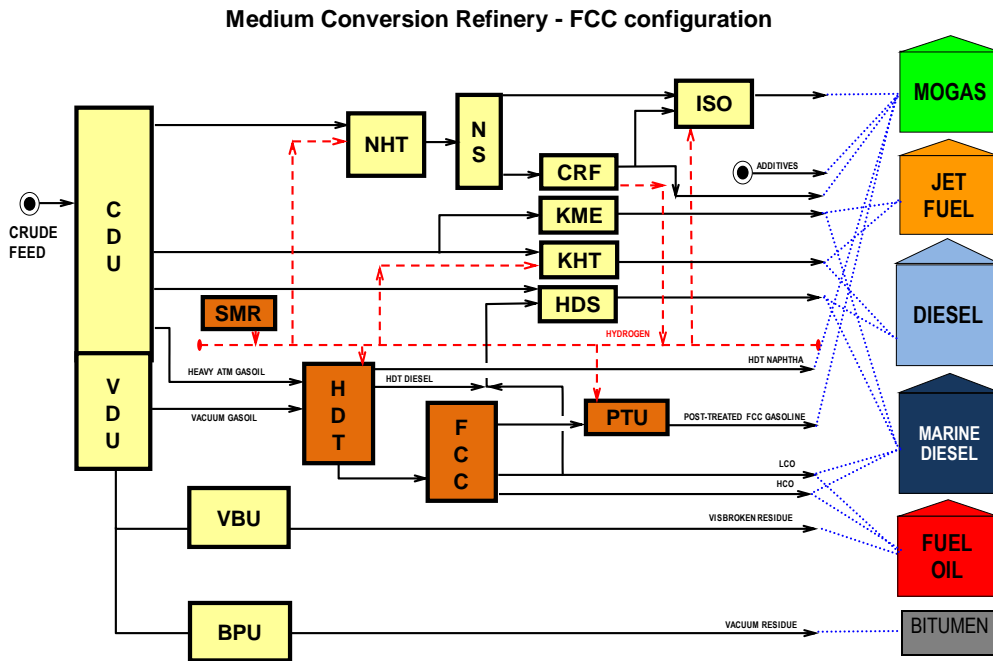 Medium Conversion Refinery - FCC configuration
MOGAS
ISO
NHT
N
S
CRF
ADDITIVES
JET
FUEL
C
D
U
CRUDE
FEED
KME
KHT
HDS
SMR
HYDROGEN
DIESEL
HDT NAPHTHA
HEAVY ATM GASOIL
HDT DIESEL
V
D
U
VACUUM GASOIL
H
D
T
F
C
C
PTU
POST-TREATED FCC GASOLINE
MARINE
DIESEL
LCO
HCO
VBU
VISBROKEN RESIDUE
FUEL
OIL
BPU
VACUUM RESIDUE
BITUMEN